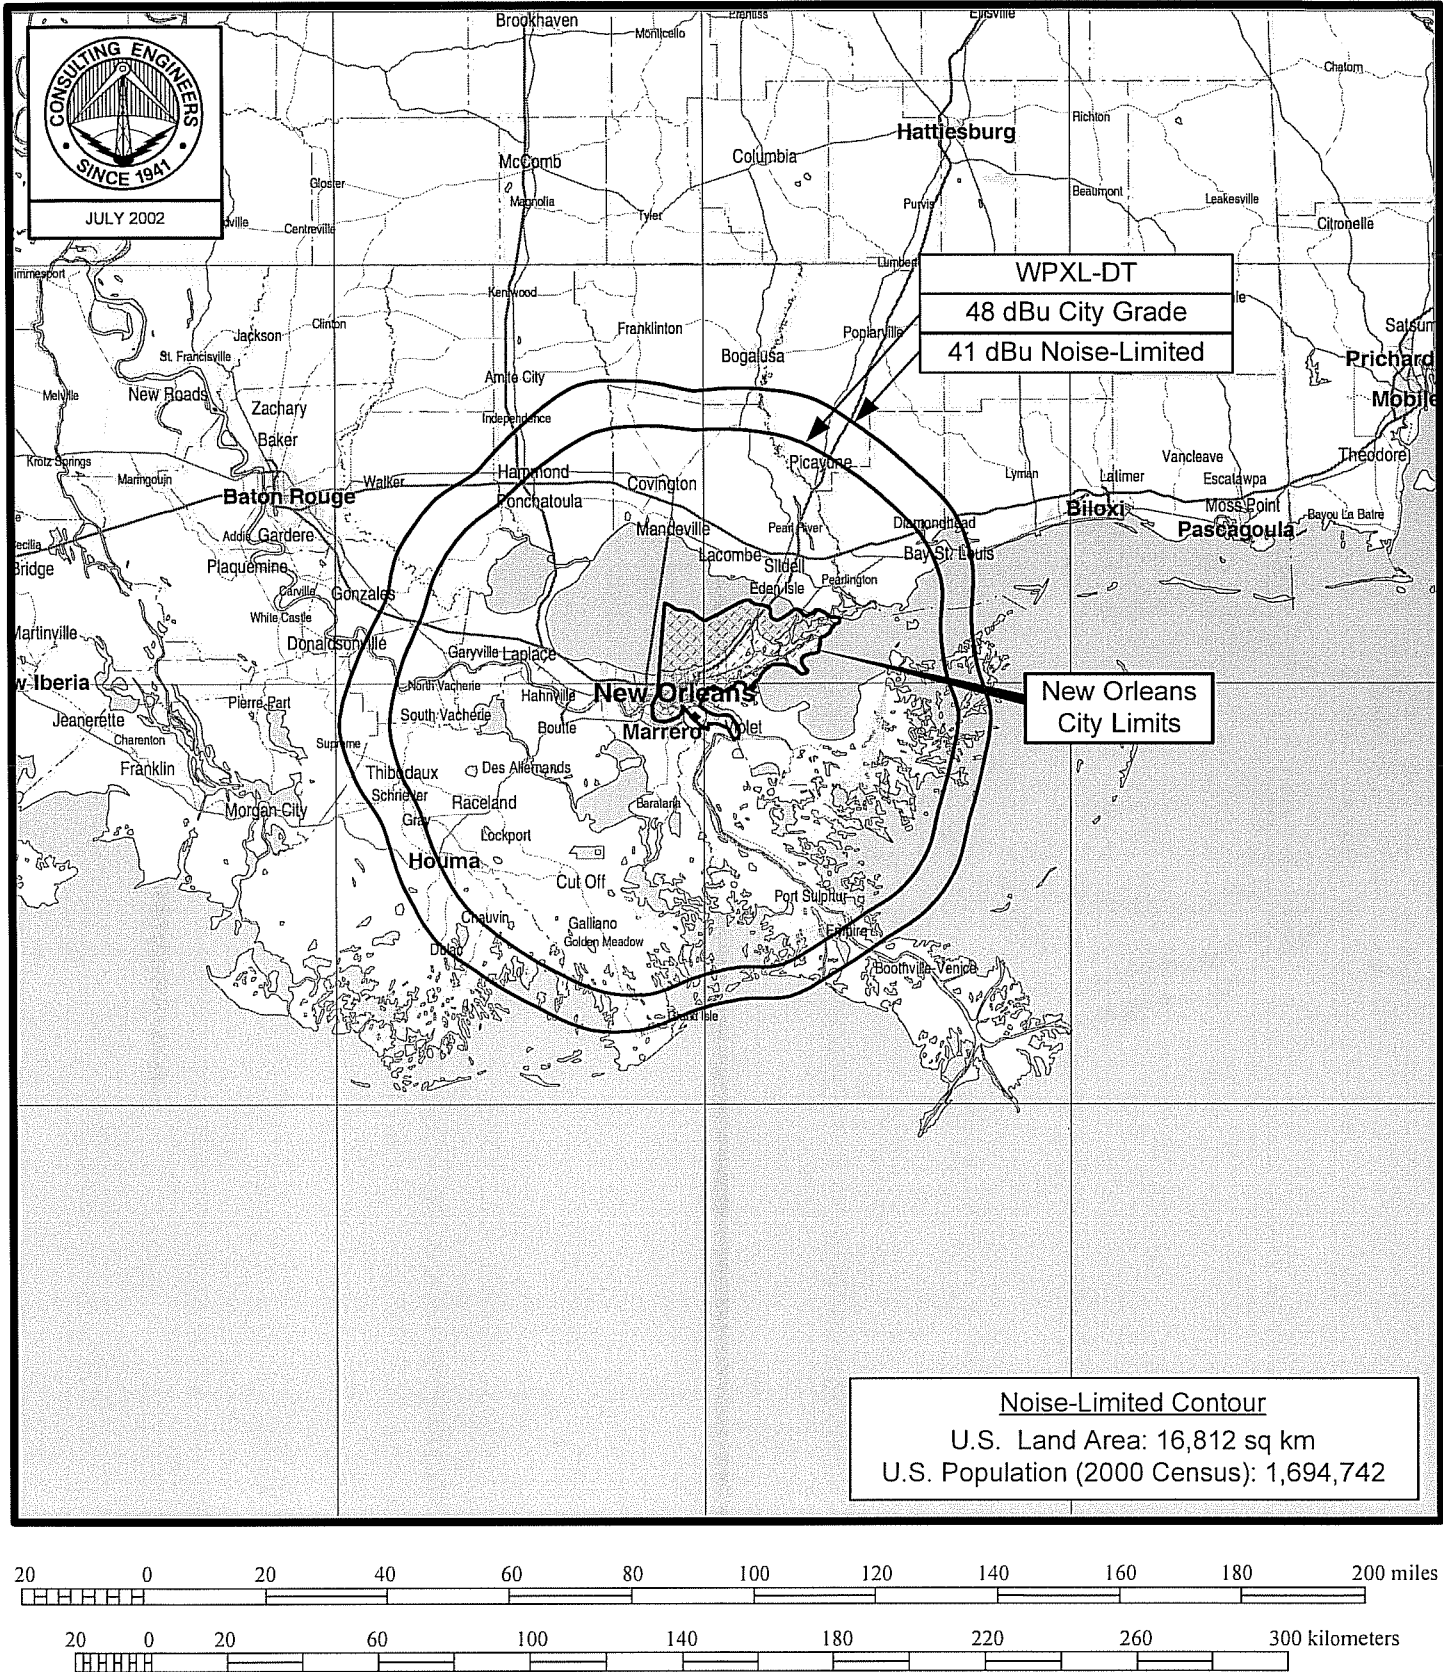 Brookhaven
Prentiss
Ellisville
Monticello
Chatom
CONSULTING ENGINEERS
• SINCE 1941 •
JULY 2002
Richton
Hattiesburg
McComb
Columbia
Gloster
Beaumont
Leakesville
Magnolia
Purvis
Tyler
Citronelle
Centreville
Kentwood
WPXL-DT
48 dBu City Grade
41 dBu Noise-Limited
Clinton
Franklinton
Poplarville
Jackson
St. Francisville
Bogalusa
Prichard
Amite City
Melville
New Roads
Zachary
Independence
Baker
Krotz Springs
Maringouin
Walker
Hammond
Covington
Picayune
Lyman
Latimer
Vancleave
Escatawpa
Theodore
Baton Rouge
Ponchatoula
Biloxi
Moss Point
Bayou La Batre
Pascagoula
Mandeville
Pearl River
Diamondhead
Addis
Gardere
Lacombe
Bay St. Louis
Slidell
Plaquemine
Eden Isle
Pearlington
Carville
Gonzales
White Castle
Donaldsonville
Garyville
Laplace
North Vacherie
Hahnville
New Orleans
New Orleans
City Limits
Pierre Part
Jeanerette
South Vacherie
Boutte
Marrero
Charenton
Supreme
Franklin
Thibodaux
Des Allemands
Schriever
Raceland
Barataria
Morgan City
Gray
Lockport
Houma
Cut Off
Port Sulphur
Chauvin
Galliano
Empire
Golden Meadow
Dulac
Boothville-Venice
Grand Isle
Noise-Limited Contour
U.S. Land Area: 16,812 sq km
U.S. Population (2000 Census): 1,694,742
20 0 20 40 60 80 100 120 140 160 180 200 miles
20 0 20 60 100 140 180 220 260 300 kilometers